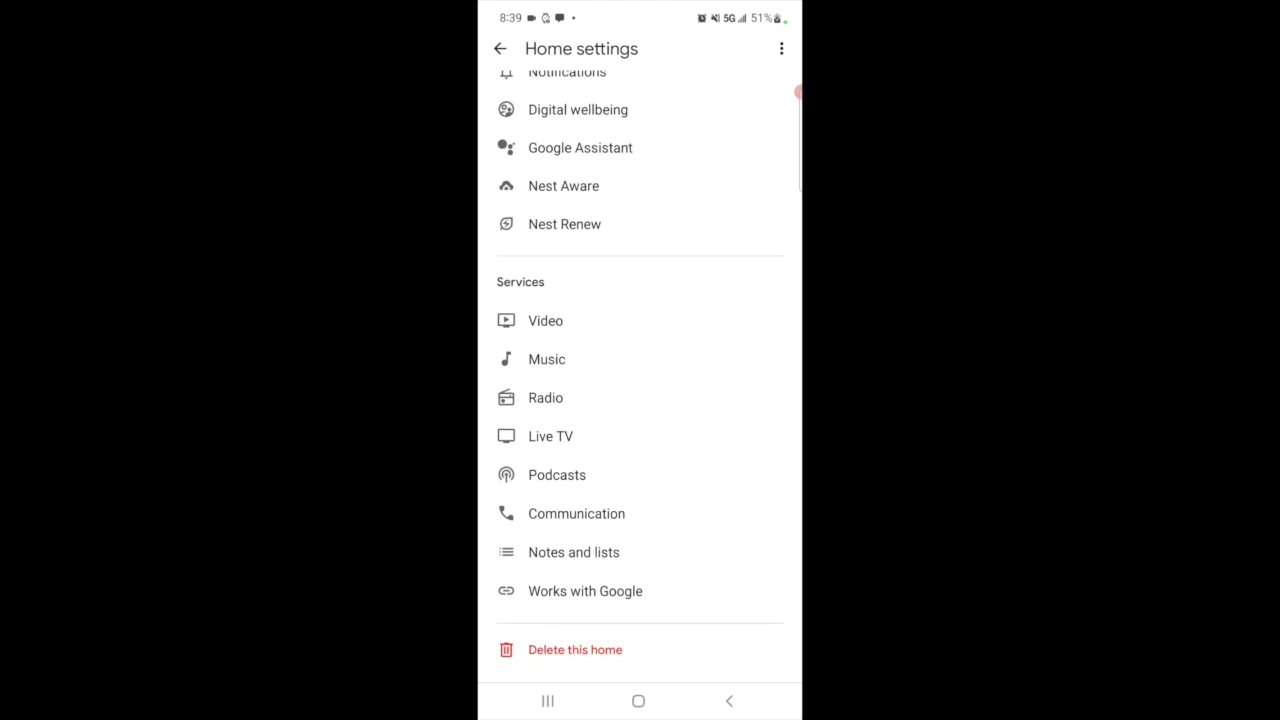 8:39 5G 51%
Home settings
Notifications
Digital wellbeing
Google Assistant
Nest Aware
Nest Renew
Services
Video
Music
Radio
Live TV
Podcasts
Communication
Notes and lists
Works with Google
Delete this home